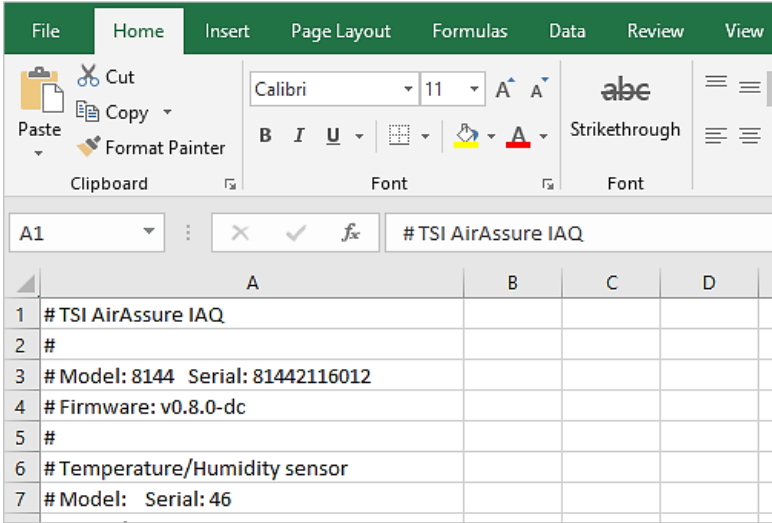 File Home Insert Page Layout Formulas Data Review View
Cut
Copy
Format Painter
Paste
Clipboard
Calibri 11 A A
B I U A
Font
abc
Strikethrough
Font
A1 fx # TSI AirAssure IAQ
A B C D
1 # TSI AirAssure IAQ
2 #
3 # Model: 8144 Serial: 81442116012
4 # Firmware: v0.8.0-dc
5 #
6 # Temperature/Humidity sensor
7 # Model: Serial: 46